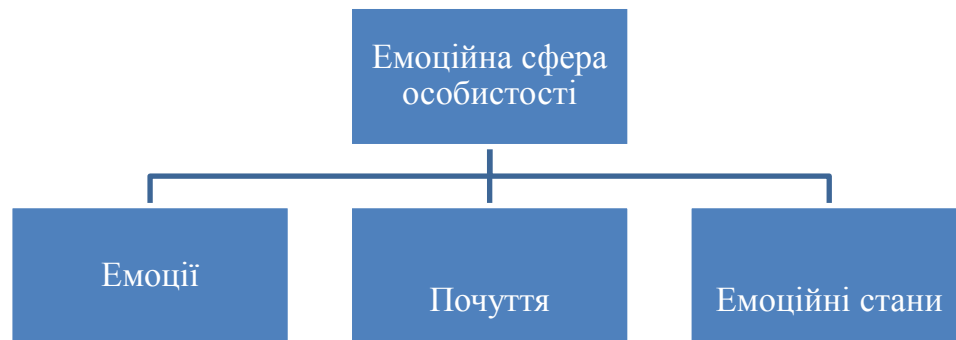 Емоційна сфера
особистості
Емоції
Почуття
Емоційні стани